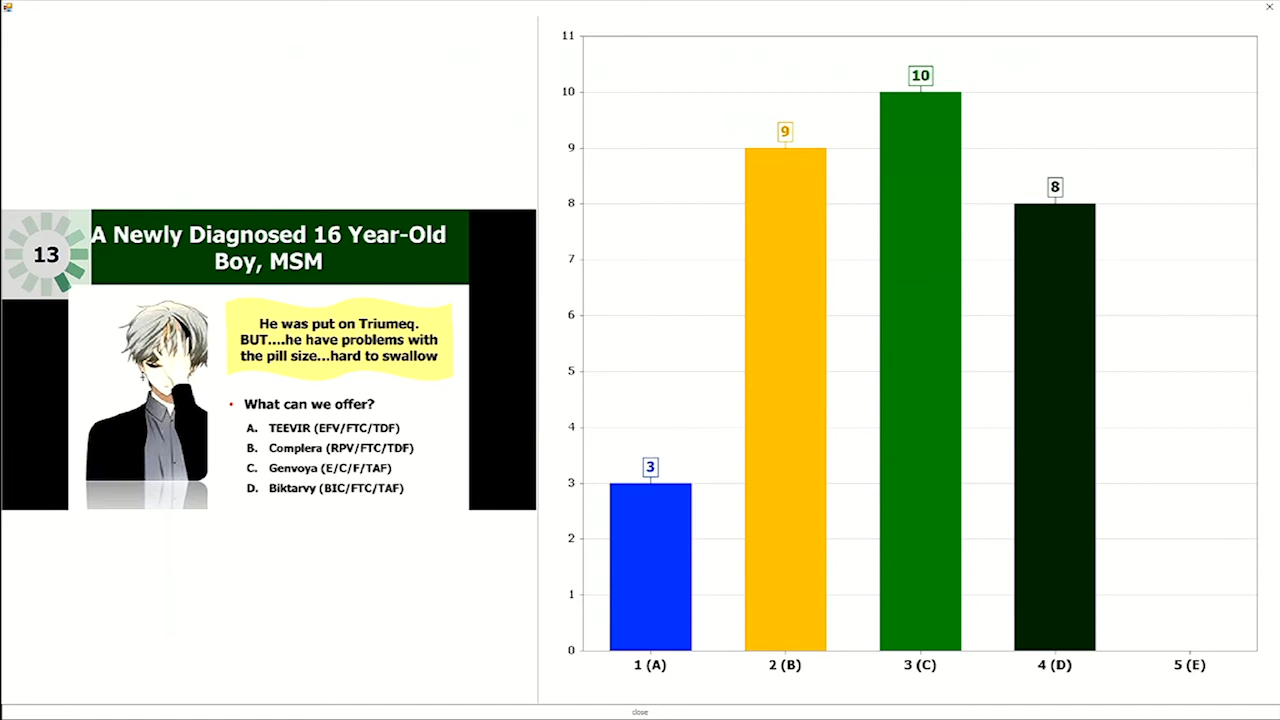 13
A Newly Diagnosed 16 Year-Old
Boy, MSM
He was put on Triumeq.
BUT....he have problems with
the pill size...hard to swallow
• What can we offer?
A. TEEVIR (EFV/FTC/TDF)
B. Complera (RPV/FTC/TDF)
C. Genvoya (E/C/F/TAF)
D. Biktarvy (BIC/FTC/TAF)
11
10
9
8
7
6
5
4
3
2
1
0
3
9
10
8
1 (A)
2 (B)
3 (C)
4 (D)
5 (E)
close